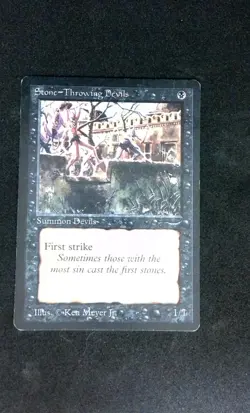 Stone-Throwing Devils
Summon Devils
First strike
Sometimes those with the
most sin cast the first stones.
Illus. © Ken Meyer Jr. 1/1